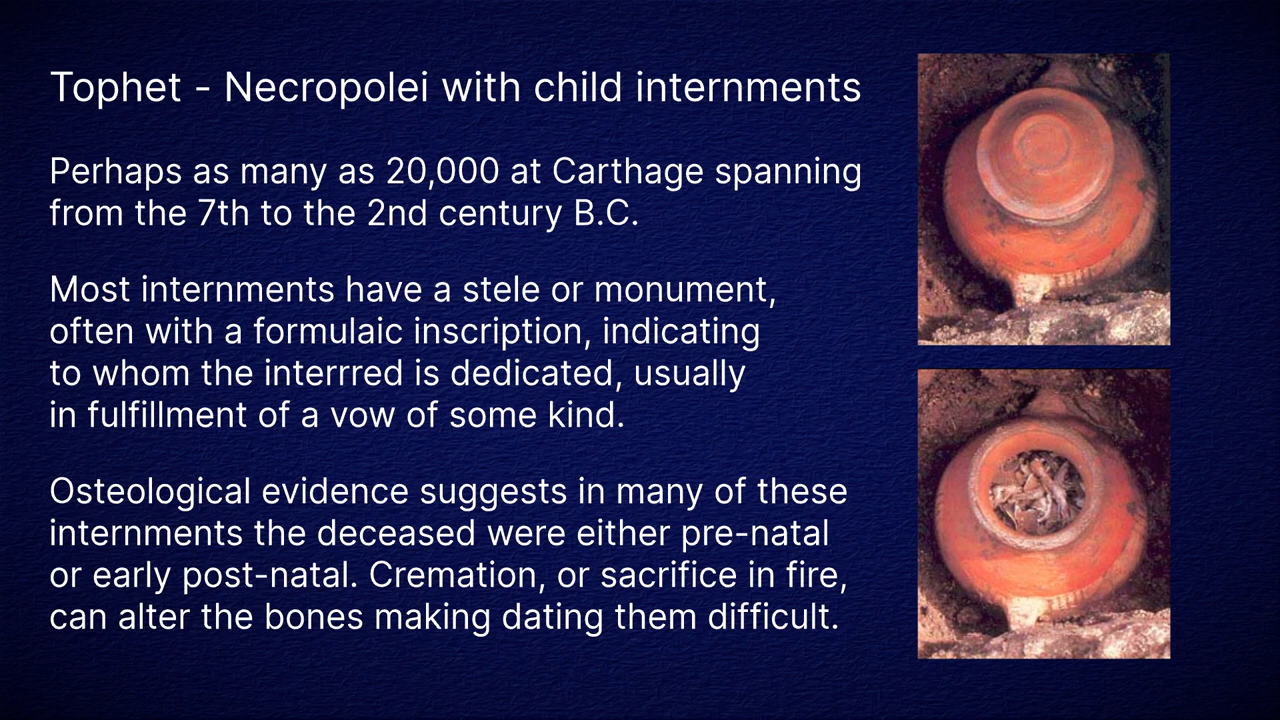 Tophet - Necropolei with child internments
Perhaps as many as 20,000 at Carthage spanning
from the 7th to the 2nd century B.C.
Most internments have a stele or monument,
often with a formulaic inscription, indicating
to whom the interrred is dedicated, usually
in fulfillment of a vow of some kind.
Osteological evidence suggests in many of these
internments the deceased were either pre-natal
or early post-natal. Cremation, or sacrifice in fire,
can alter the bones making dating them difficult.